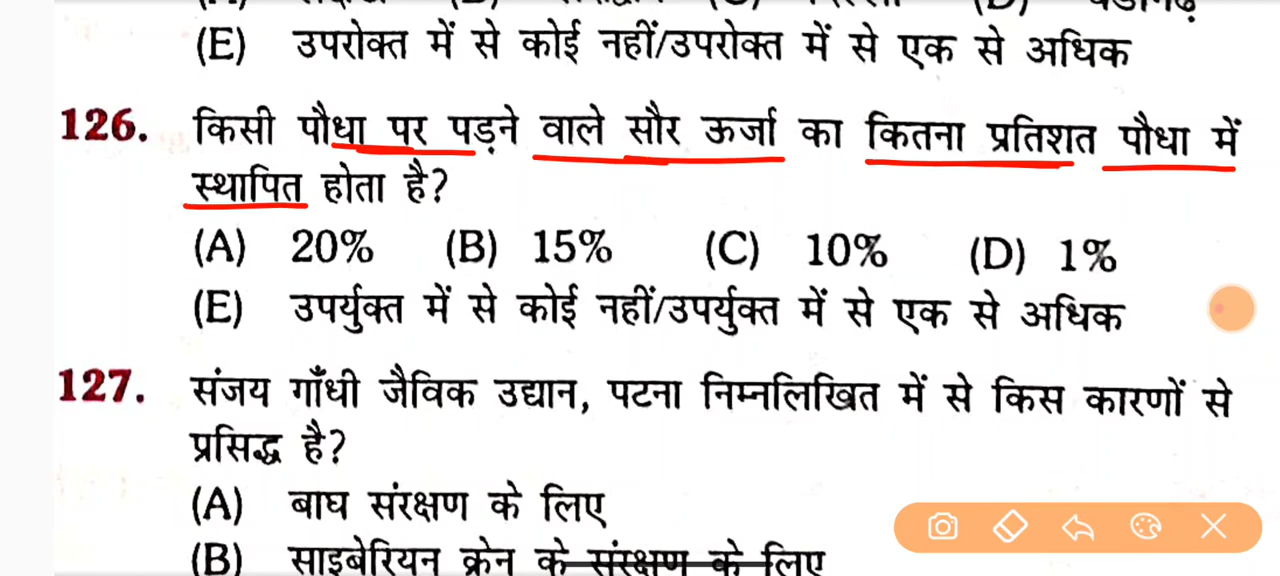 (E) उपरोक्त में से कोई नहीं/उपरोक्त में से एक से अधिक
126. किसी पौधा पर पड़ने वाले सौर ऊर्जा का कितना प्रतिशत पौधा में
स्थापित होता है?
(A) 20% (B) 15% (C) 10% (D) 1%
(E) उपर्युक्त में से कोई नहीं/उपर्युक्त में से एक से अधिक
127. संजय गाँधी जैविक उद्यान, पटना निम्नलिखित में से किस कारणों से
प्रसिद्ध है?
(A) बाघ संरक्षण के लिए
(B) साइबेरियन क्रेन के संरक्षण के लिए